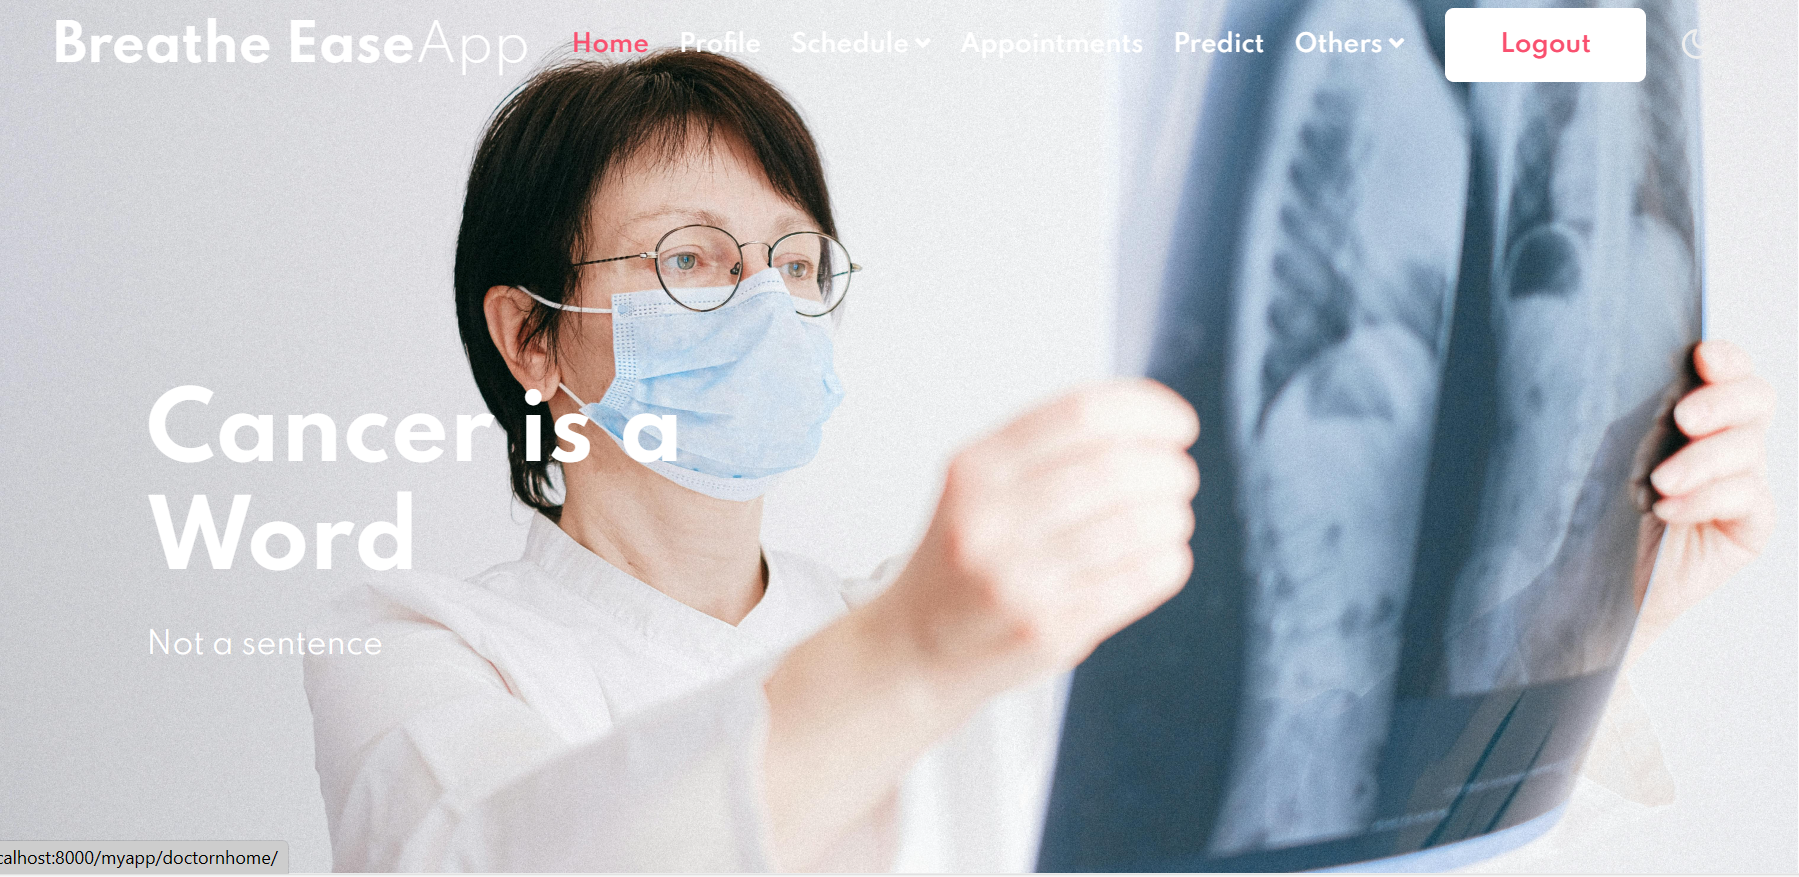 Breathe EaseApp Home Profile Schedule Appointments Predict Others Logout
Cancer is a
Word
Not a sentence
calhost:8000/myapp/doctornhome/